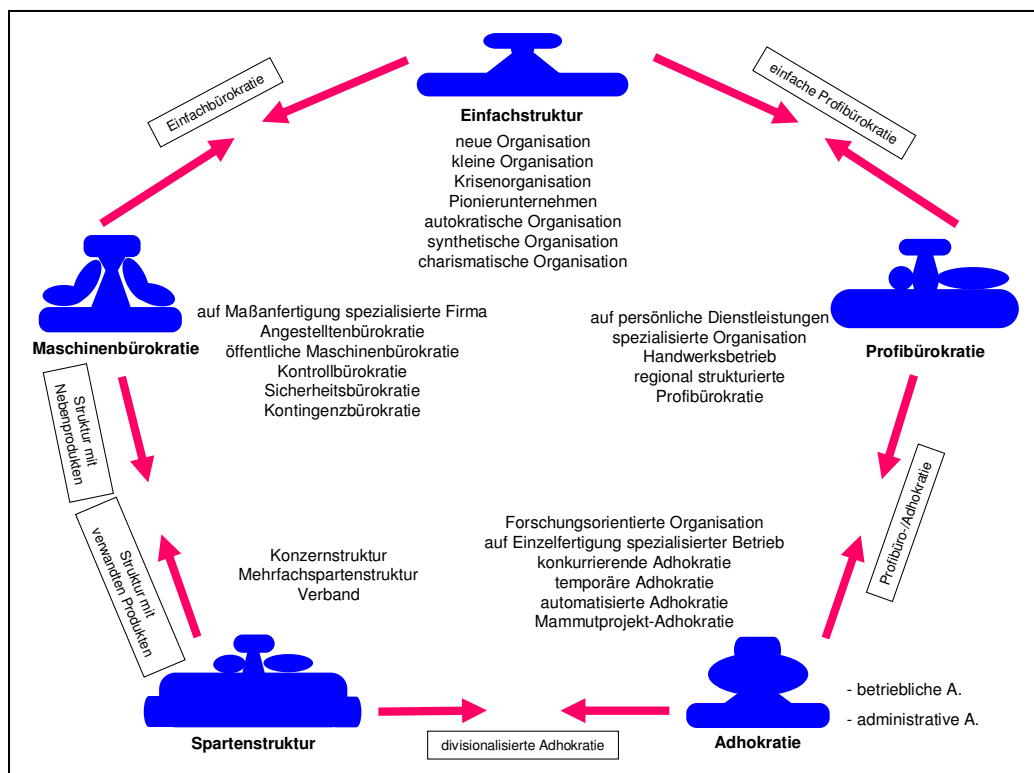 Einfachbürokratie
einfache Profibürokratie
Einfachstruktur
neue Organisation
kleine Organisation
Krisenorganisation
Pionierunternehmen
autokratische Organisation
synthetische Organisation
charismatische Organisation
Maschinenbürokratie
auf Maßanfertigung spezialisierte Firma
Angestelltenbürokratie
öffentliche Maschinenbürokratie
Kontrollbürokratie
Sicherheitsbürokratie
Kontingenzbürokratie
auf persönliche Dienstleistungen
spezialisierte Organisation
Handwerksbetrieb
regional strukturierte
Profibürokratie
Profibürokratie
Struktur mit
Nebenprodukten
Struktur mit
verwandten Produkten
Konzernstruktur
Mehrfachspartenstruktur
Verband
Forschungsorientierte Organisation
auf Einzelfertigung spezialisierter Betrieb
konkurrierende Adhokratie
temporäre Adhokratie
automatisierte Adhokratie
Mammutprojekt-Adhokratie
Profibüro-/Adhokratie
Spartenstruktur
divisionalisierte Adhokratie
Adhokratie
- betriebliche A.
- administrative A.